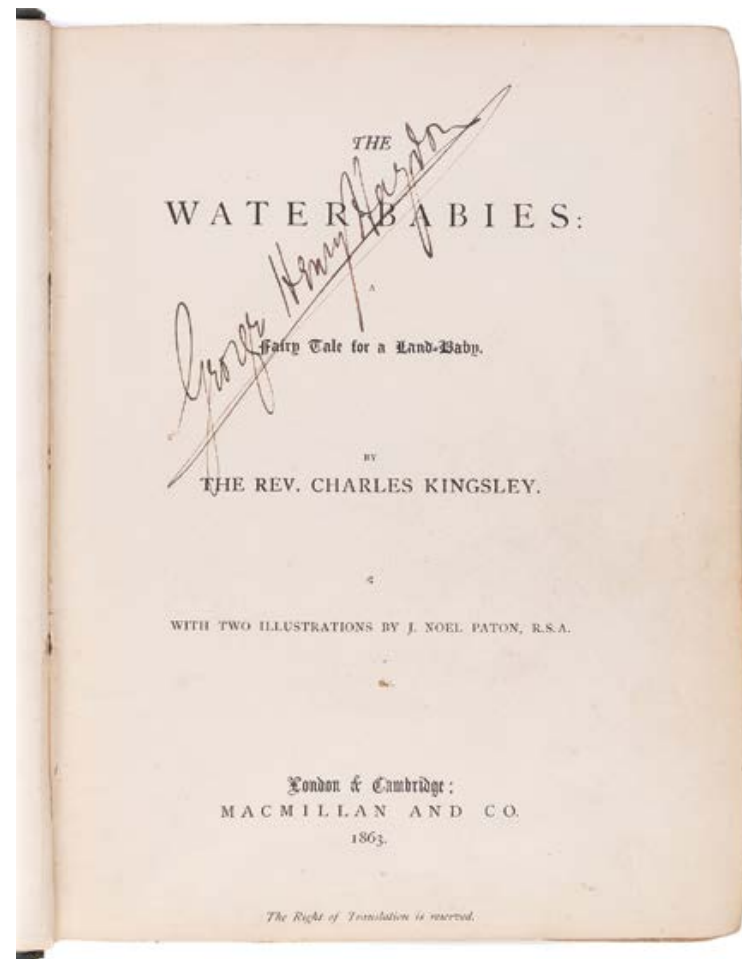 THE
WATER-BABIES:
A
Fairy Tale for a Land-Baby.
BY
THE REV. CHARLES KINGSLEY.
WITH TWO ILLUSTRATIONS BY J. NOEL PATON, R.S.A.
London & Cambridge:
MACMILLAN AND CO.
1863.
The Right of Translation is reserved.
George Henry